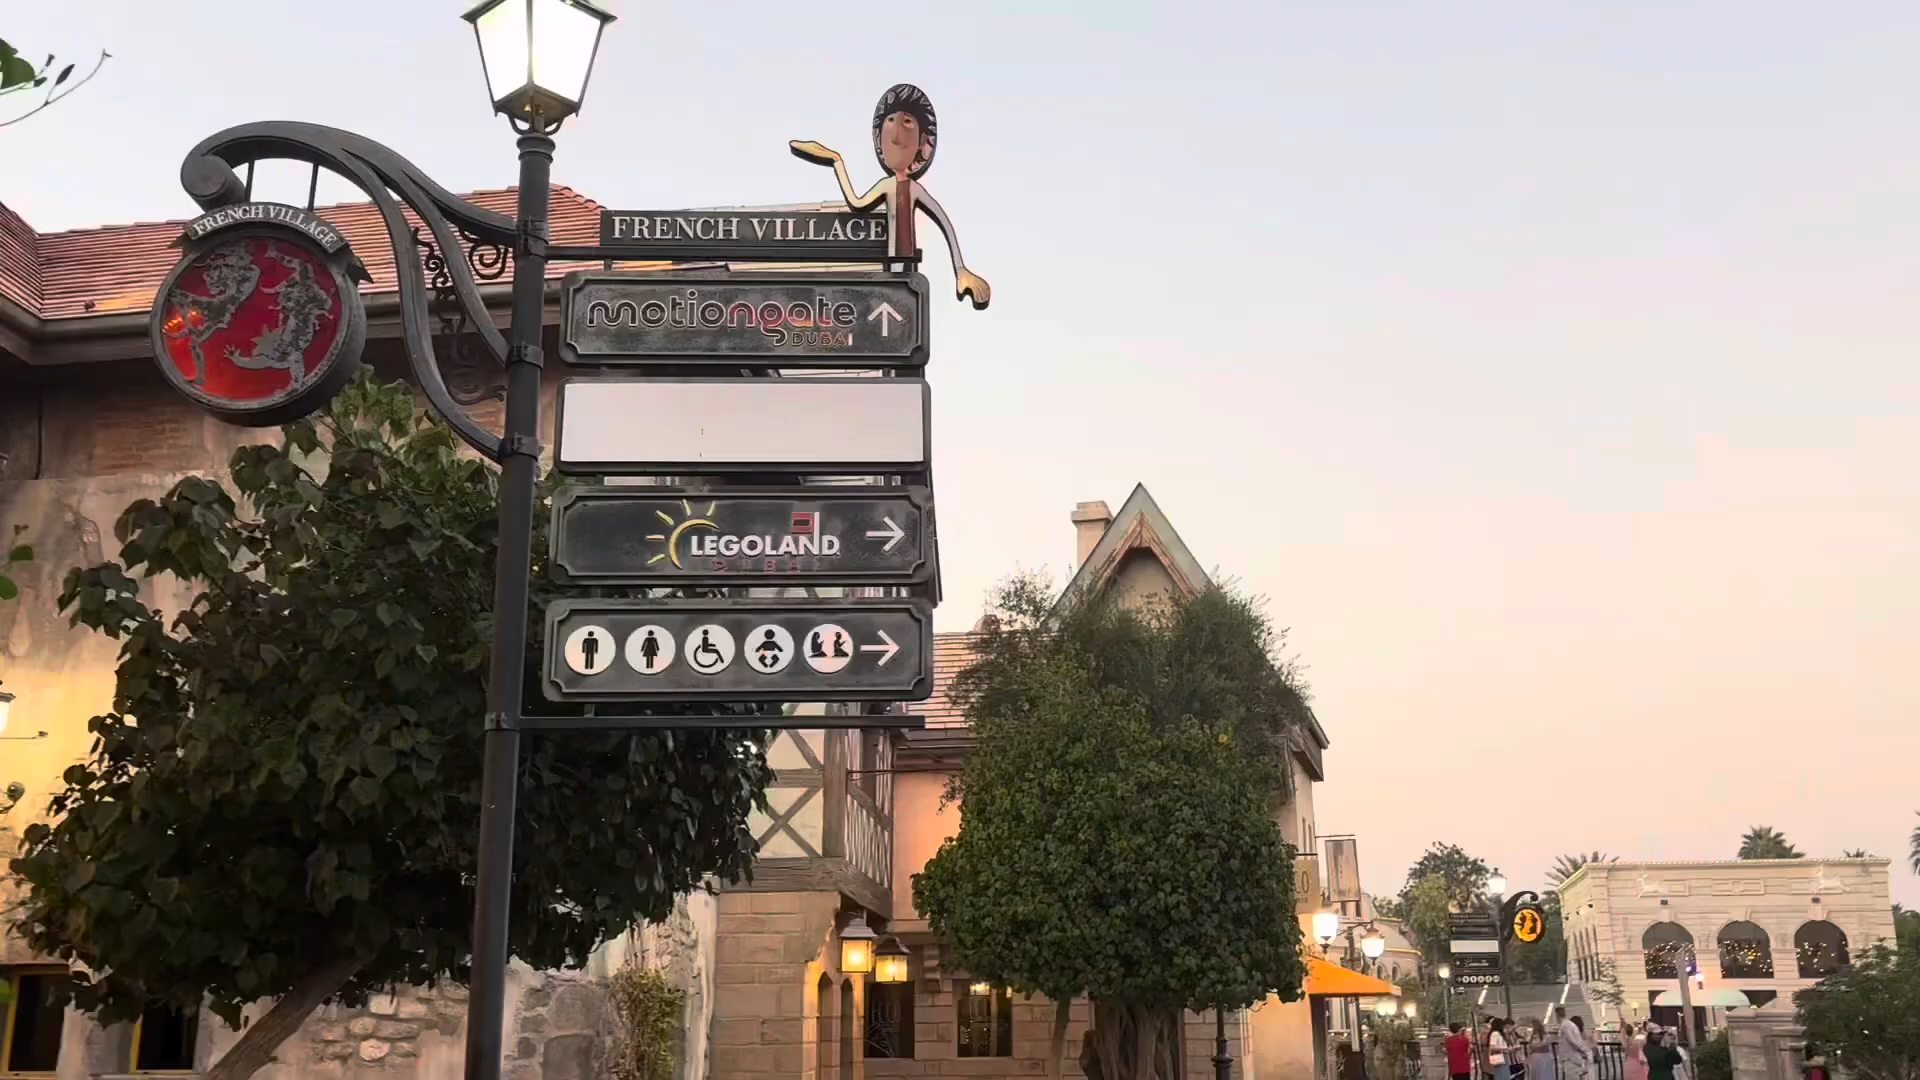 FRENCH VILLAGE
FRENCH VILLAGE
motiongate
DUBAI
LEGOLAND
DUBAI